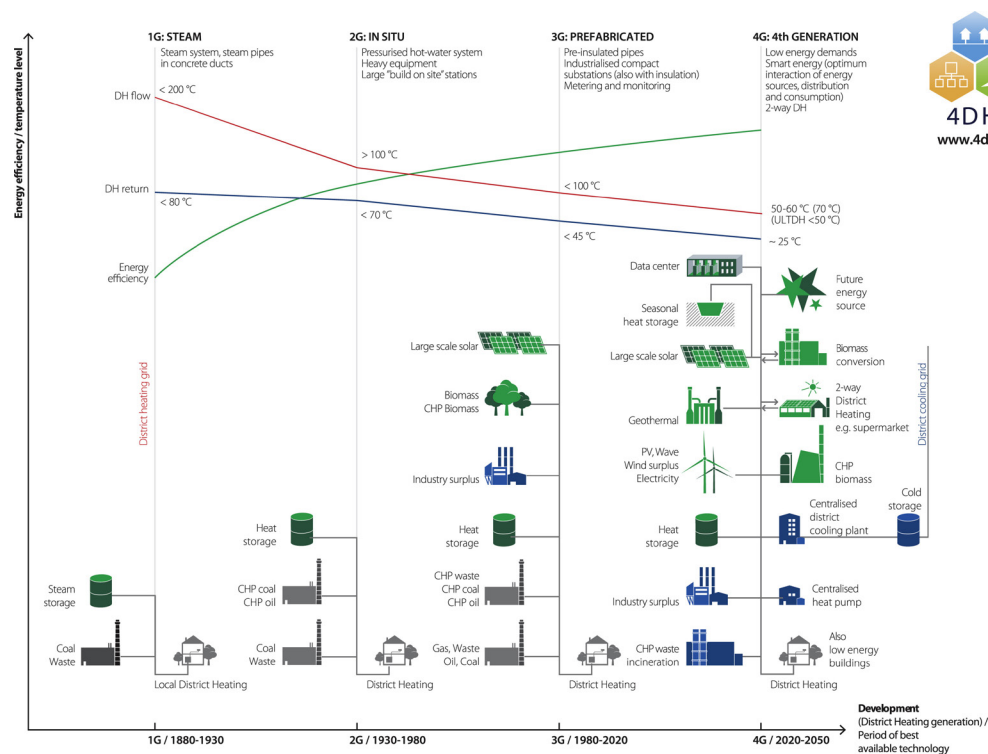 1G: STEAM
Steam system, steam pipes
in concrete ducts
2G: IN SITU
Pressurised hot-water system
Heavy equipment
Large "build on site" stations
3G: PREFABRICATED
Pre-insulated pipes
Industrialised compact
substations (also with insulation)
Metering and monitoring
4G: 4th GENERATION
Low energy demands
Smart energy (optimum
interaction of energy
sources, distribution
and consumption)
2-way DH
4DH
www.4d
Energy efficiency / temperature level
DH flow
< 200 °C
> 100 °C
< 100 °C
50-60 °C (70 °C)
(ULTDH <50 °C)
DH return
< 80 °C
< 70 °C
< 45 °C
~ 25 °C
Energy
efficiency
District heating grid
Data center
Future
energy
source
Seasonal
heat storage
Large scale solar
Large scale solar
Biomass
conversion
Biomass
CHP Biomass
Geothermal
2-way
District
Heating
e.g. supermarket
District cooling grid
Industry surplus
PV, Wave
Wind surplus
Electricity
CHP
biomass
Heat
storage
Heat
storage
Heat
storage
Centralised
district
cooling plant
Cold
storage
Steam
storage
CHP coal
CHP oil
CHP waste
CHP coal
CHP oil
Industry surplus
Centralised
heat pump
Coal
Waste
Coal
Waste
Gas, Waste
Oil, Coal
CHP waste
incineration
Also
low energy
buildings
Local District Heating
District Heating
District Heating
District Heating
1G / 1880-1930
2G / 1930-1980
3G / 1980-2020
4G / 2020-2050
Development
(District Heating generation) /
Period of best
available technology